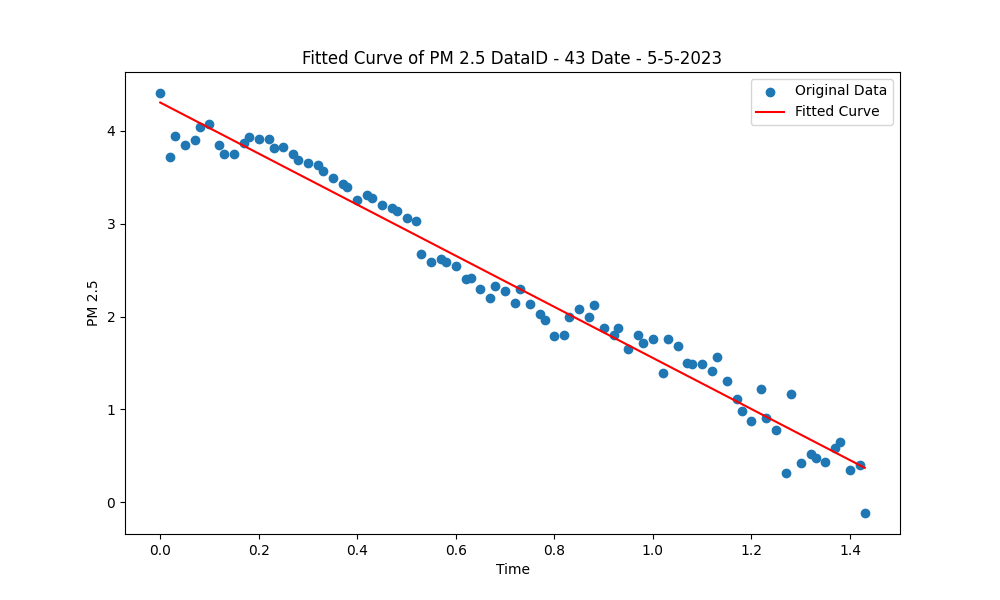 Fitted Curve of PM 2.5 DataID - 43 Date - 5-5-2023
Original Data
Fitted Curve
4
3
2
1
0
PM 2.5
0.0 0.2 0.4 0.6 0.8 1.0 1.2 1.4
Time